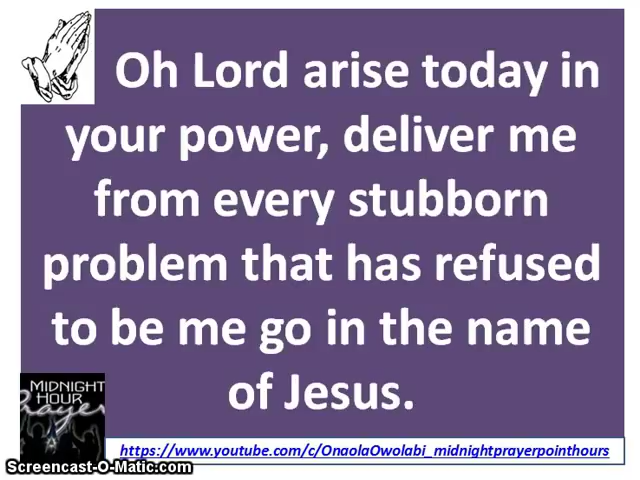 Oh Lord arise today in
your power, deliver me
from every stubborn
problem that has refused
to be me go in the name
of Jesus.
MIDNIGHT
HOUR
Prayer
https://www.youtube.com/c/OnaolaOwolabi_midnightprayerpointhours
Screencast-O-Matic.com